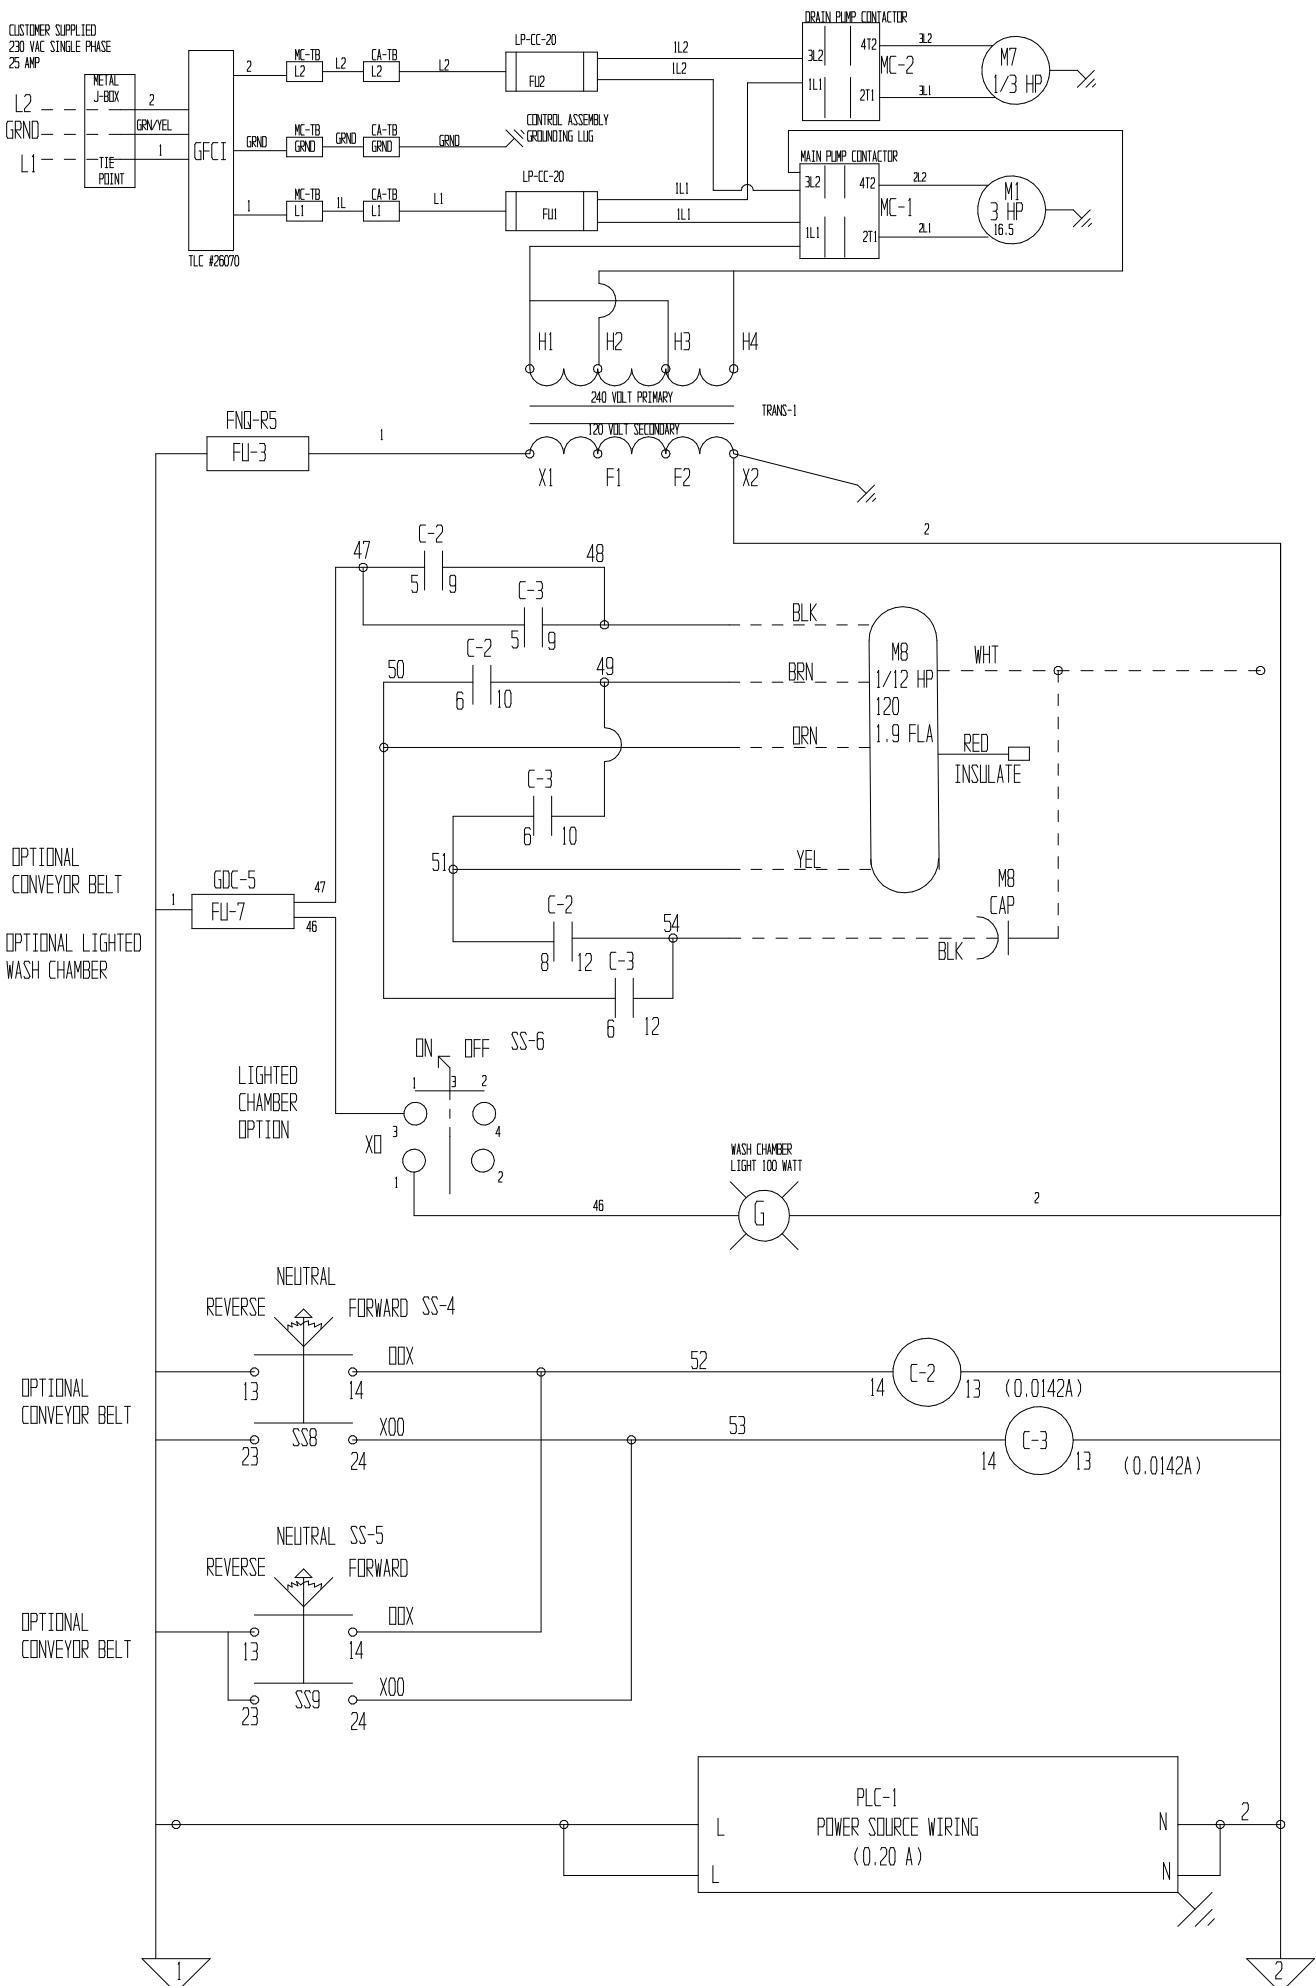 CUSTOMER SUPPLIED
230 VAC SINGLE PHASE
25 AMP
METAL
J-BOX
L2
GRND
L1
2
GRN/YEL
1
TIE
POINT
GFCI
TLC #26070
2
MC-TB
L2
L2
CA-TB
L2
L2
LP-CC-20
FU2
1L2
1L2
GRND
MC-TB
GRND
GRND
CA-TB
GRND
GRND
CONTROL ASSEMBLY
GROUNDING LUG
1
MC-TB
L1
1L
CA-TB
L1
L1
LP-CC-20
FU1
1L1
1L1
DRAIN PUMP CONTACTOR
3L2
4T2
MC-2
1L1
2T1
3L2
3L1
M7
1/3 HP
MAIN PUMP CONTACTOR
3L2
4T2
MC-1
1L1
2T1
2L2
2L1
M1
3 HP
16.5
H1
H2
H3
H4
240 VOLT PRIMARY
TRANS-1
120 VOLT SECONDARY
X1
F1
F2
X2
FNQ-R5
FU-3
1
2
47
C-2
5
9
48
C-3
5
9
BLK
50
C-2
6
10
49
BRN
ORN
M8
1/12 HP
120
1.9 FLA
WHT
RED
INSULATE
C-3
6
10
51
YEL
OPTIONAL
CONVEYOR BELT
OPTIONAL LIGHTED
WASH CHAMBER
1
GDC-5
FU-7
47
46
C-2
8
12
54
C-3
6
12
BLK
M8
CAP
LIGHTED
CHAMBER
OPTION
ON
OFF
SS-6
1
3
2
3
4
XO
1
2
46
WASH CHAMBER
LIGHT 100 WATT
G
2
NEUTRAL
REVERSE
FORWARD
SS-4
OPTIONAL
CONVEYOR BELT
13
14
OOX
52
14
C-2
13
(0.0142A)
23
SS8
24
XOO
53
14
C-3
13
(0.0142A)
NEUTRAL
SS-5
REVERSE
FORWARD
OPTIONAL
CONVEYOR BELT
13
14
OOX
23
SS9
24
XOO
PLC-1
POWER SOURCE WIRING
(0.20 A)
L
L
N
N
2
1
2